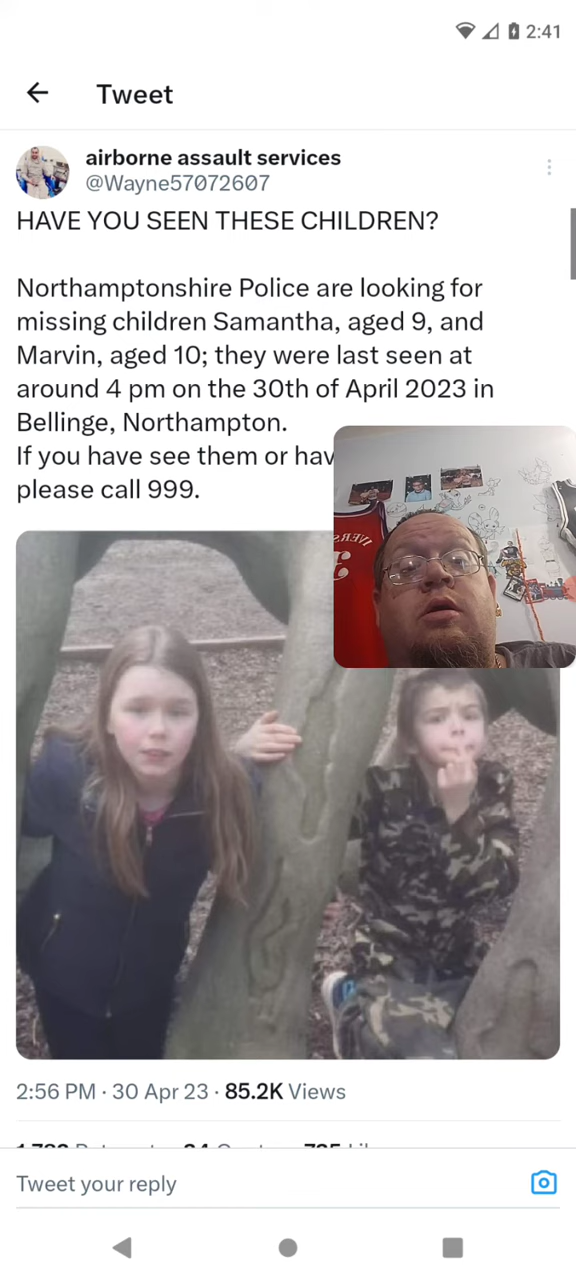 2:41
Tweet
airborne assault services
@Wayne57072607
HAVE YOU SEEN THESE CHILDREN?
Northamptonshire Police are looking for
missing children Samantha, aged 9, and
Marvin, aged 10; they were last seen at
around 4 pm on the 30th of April 2023 in
Bellinge, Northampton.
If you have see them or hav
please call 999.
2:56 PM · 30 Apr 23 · 85.2K Views
Tweet your reply